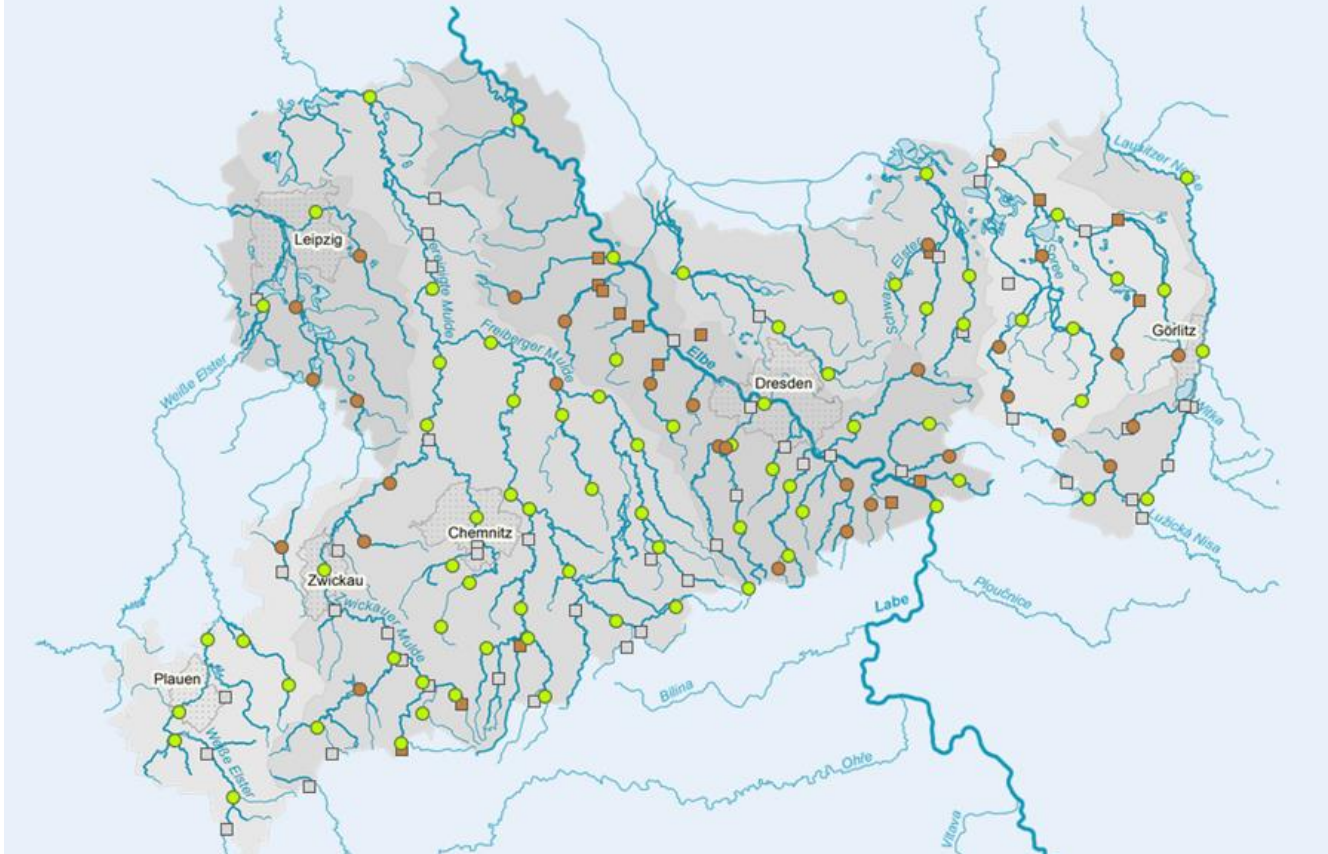 Lausitzer Neiße
Leipzig
Vereinigte Mulde
Schwarze Elster
Spree
Görlitz
Freiberger Mulde
Elbe
Weiße Elster
Dresden
Witka
Chemnitz
Lužická Nisa
Zwickau
Zwickauer Mulde
Ploučnice
Labe
Plauen
Bílina
Weiße Elster
Ohře
Vltava